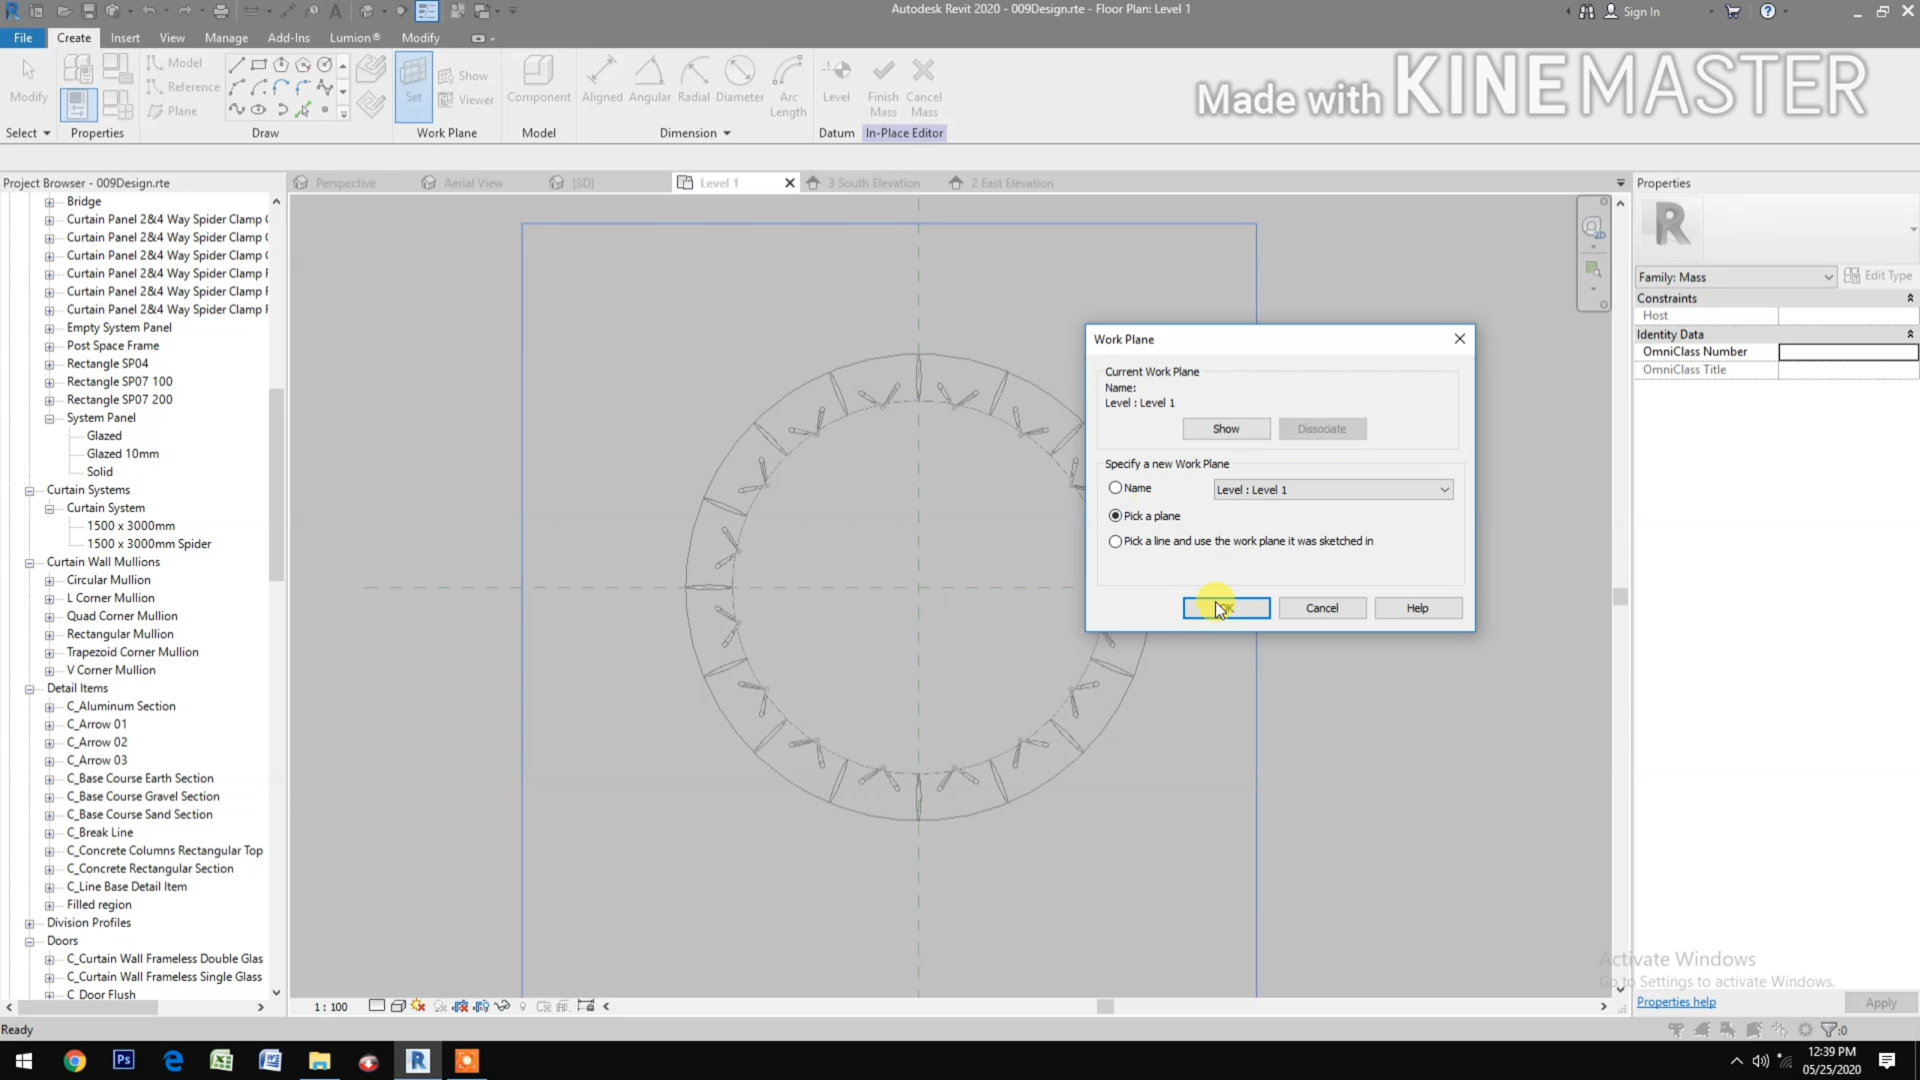 Autodesk Revit 2020 - 009Design.rte - Floor Plan: Level 1
Sign In
File Create Insert View Manage Add-Ins Lumion® Modify
Modify
Select
Properties
Model
Reference
Plane
Draw
Set
Show
Viewer
Work Plane
Component
Model
Aligned Angular Radial Diameter Arc Length
Dimension
Level
Datum
Finish Mass
Cancel Mass
In-Place Editor
Made with KINEMASTER
Project Browser - 009Design.rte
Perspective
Aerial View
{3D}
Level 1
3 South Elevation
2 East Elevation
Bridge
Curtain Panel 2&4 Way Spider Clamp
Curtain Panel 2&4 Way Spider Clamp
Curtain Panel 2&4 Way Spider Clamp
Curtain Panel 2&4 Way Spider Clamp
Curtain Panel 2&4 Way Spider Clamp
Curtain Panel 2&4 Way Spider Clamp
Empty System Panel
Post Space Frame
Rectangle SP04
Rectangle SP07 100
Rectangle SP07 200
System Panel
Glazed
Glazed 10mm
Solid
Curtain Systems
Curtain System
1500 x 3000mm
1500 x 3000mm Spider
Curtain Wall Mullions
Circular Mullion
L Corner Mullion
Quad Corner Mullion
Rectangular Mullion
Trapezoid Corner Mullion
V Corner Mullion
Detail Items
C_Aluminum Section
C_Arrow 01
C_Arrow 02
C_Arrow 03
C_Base Course Earth Section
C_Base Course Gravel Section
C_Base Course Sand Section
C_Break Line
C_Concrete Columns Rectangular Top
C_Concrete Rectangular Section
C_Line Base Detail Item
Filled region
Division Profiles
Doors
C_Curtain Wall Frameless Double Glas
C_Curtain Wall Frameless Single Glass
C_Door Flush
Work Plane
Current Work Plane
Name:
Level : Level 1
Show
Dissociate
Specify a new Work Plane
Name
Level : Level 1
Pick a plane
Pick a line and use the work plane it was sketched in
Cancel
Help
Properties
Family: Mass
Edit Type
Constraints
Host
Identity Data
OmniClass Number
OmniClass Title
Activate Windows
Go to Settings to activate Windows.
Properties help
Apply
1 : 100
Ready
:0
12:39 PM
05/25/2020